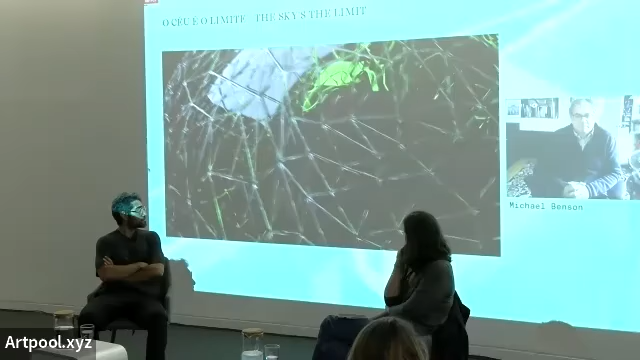 O CÉU É O LIMITE   THE SKY'S THE LIMIT
Michael Benson
Artpool.xyz